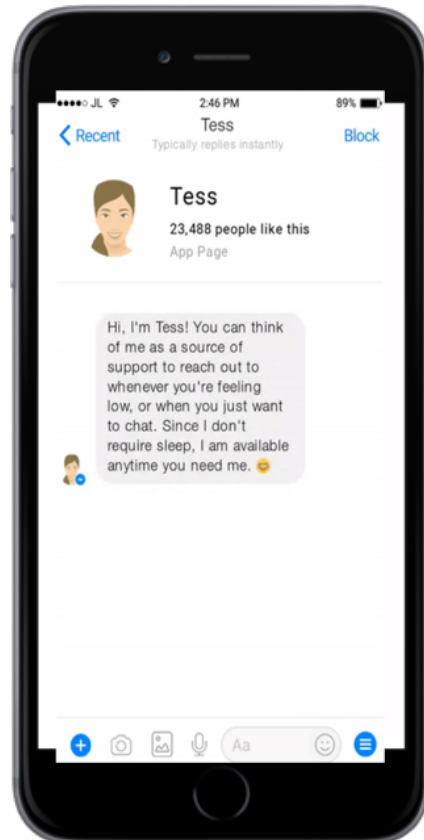 JL 2:46 PM 89%
Recent Tess Block
Typically replies instantly
Tess
23,488 people like this
App Page
Hi, I'm Tess! You can think
of me as a source of
support to reach out to
whenever you're feeling
low, or when you just want
to chat. Since I don't
require sleep, I am available
anytime you need me. 😊
Aa